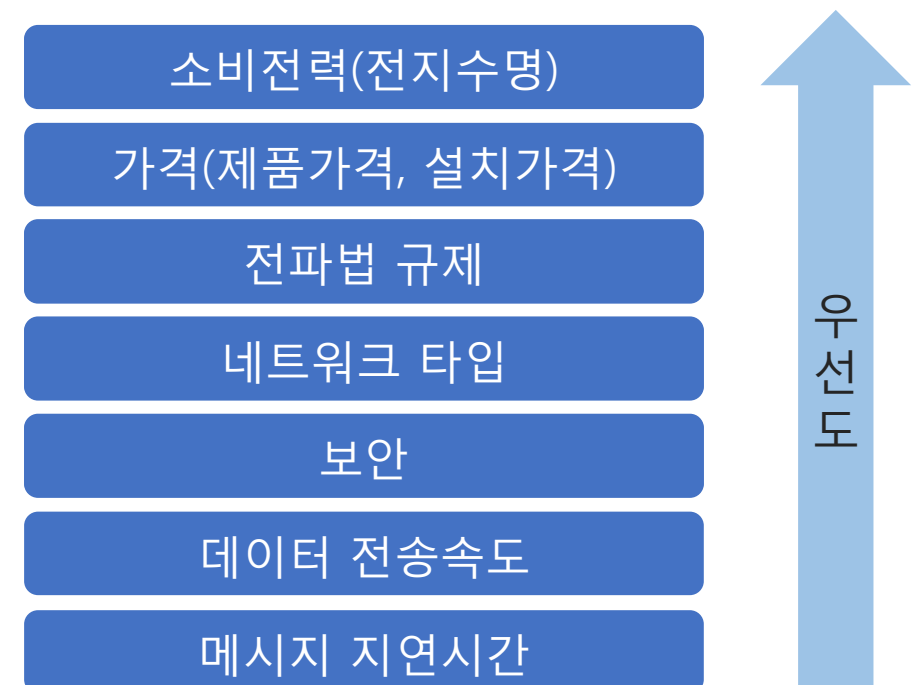 소비전력(전지수명)
가격(제품가격, 설치가격)
전파법 규제
네트워크 타입
보안
데이터 전송속도
메시지 지연시간
우선도